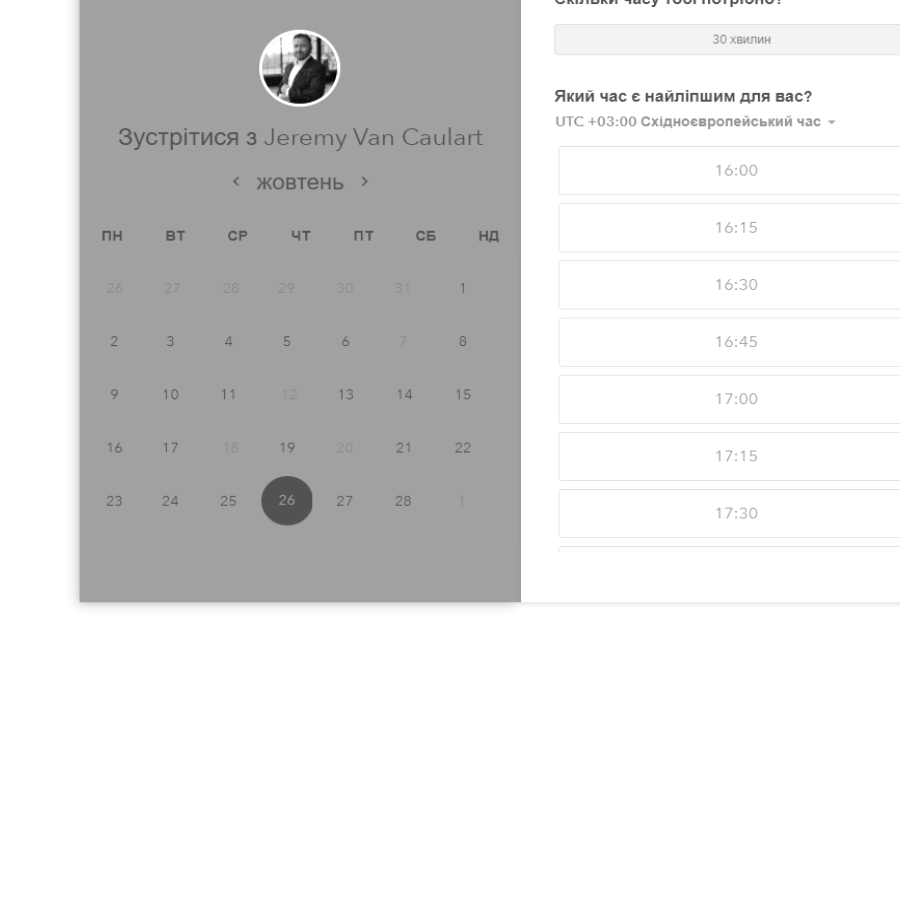 Зустрітися з Jeremy Van Caulart
жовтень
ПН ВТ СР ЧТ ПТ СБ НД
26 27 28 29 30 31 1
2 3 4 5 6 7 8
9 10 11 12 13 14 15
16 17 18 19 20 21 22
23 24 25 26 27 28 1
Скільки часу тобі потрібно?
30 хвилин
Який час є найліпшим для вас?
UTC +03:00 Східноєвропейський час
16:00
16:15
16:30
16:45
17:00
17:15
17:30